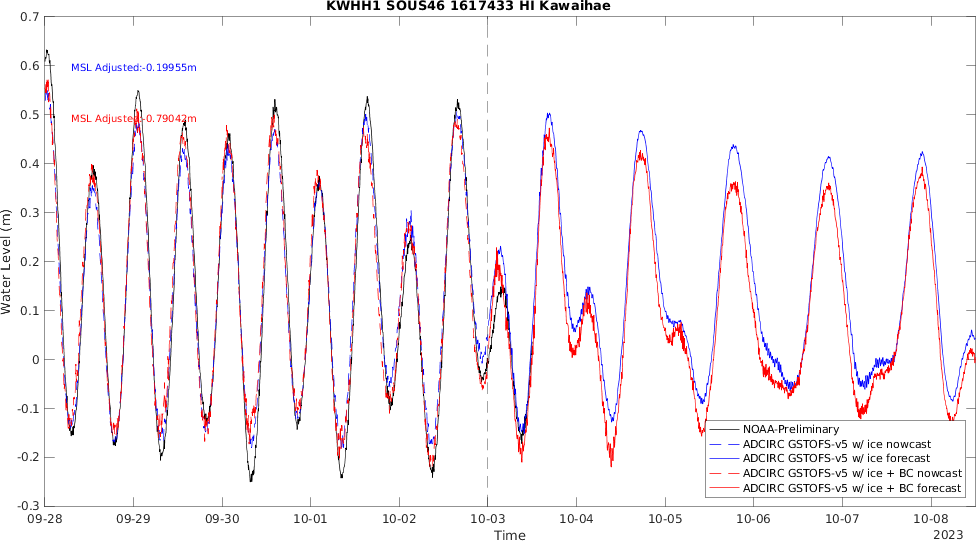 KWHH1 SOUS46 1617433 HI Kawaihae
0.7
0.6
0.5
0.4
0.3
0.2
0.1
0
-0.1
-0.2
-0.3
Water Level (m)
MSL Adjusted:-0.19955m
MSL Adjusted:-0.79042m
NOAA-Preliminary
ADCIRC GSTOFS-v5 w/ ice nowcast
ADCIRC GSTOFS-v5 w/ ice forecast
ADCIRC GSTOFS-v5 w/ ice + BC nowcast
ADCIRC GSTOFS-v5 w/ ice + BC forecast
09-28 09-29 09-30 10-01 10-02 10-03 10-04 10-05 10-06 10-07 10-08
Time
2023